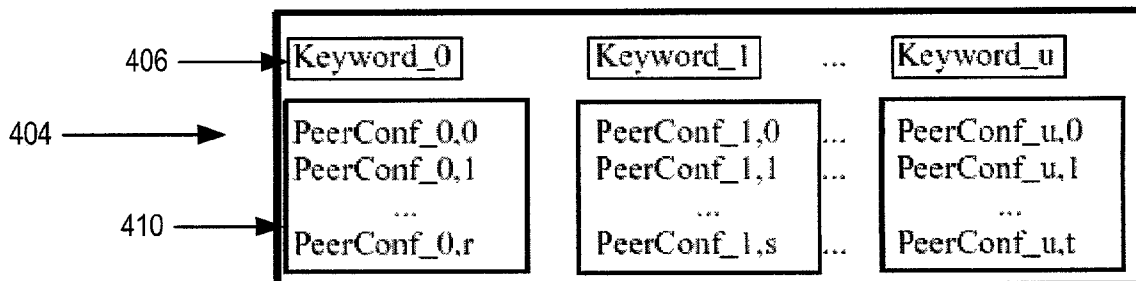 406 Keyword_0 Keyword_1 ... Keyword_u
404 PeerConf_0,0 PeerConf_1,0 ... PeerConf_u,0
PeerConf_0,1 PeerConf_1,1 ... PeerConf_u,1
... ... ...
410 PeerConf_0,r PeerConf_1,s ... PeerConf_u,t